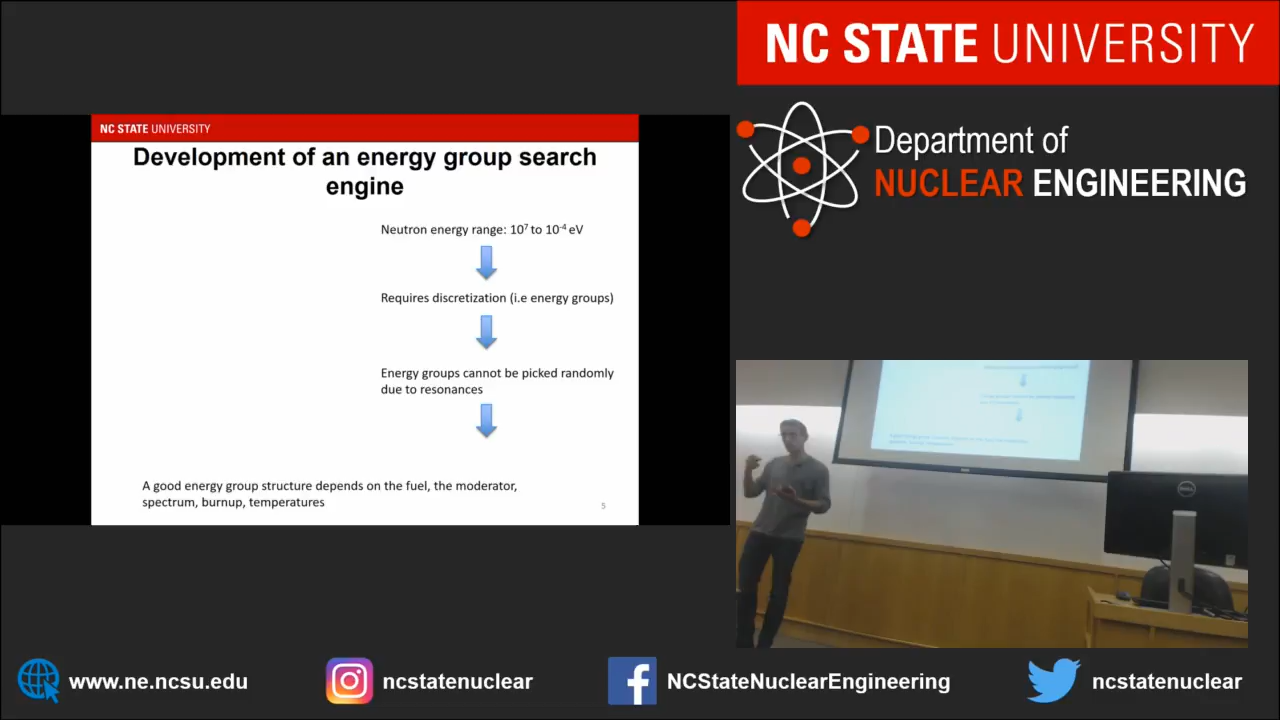 NC STATE UNIVERSITY
Department of
NUCLEAR ENGINEERING
NC STATE UNIVERSITY
Development of an energy group search
engine
Neutron energy range: 10⁷ to 10⁻⁴ eV
Requires discretization (i.e energy groups)
Energy groups cannot be picked randomly
due to resonances
A good energy group structure depends on the fuel, the moderator,
spectrum, burnup, temperatures
5
DELL
www.ne.ncsu.edu
ncstatenuclear
NCStateNuclearEngineering
ncstatenuclear